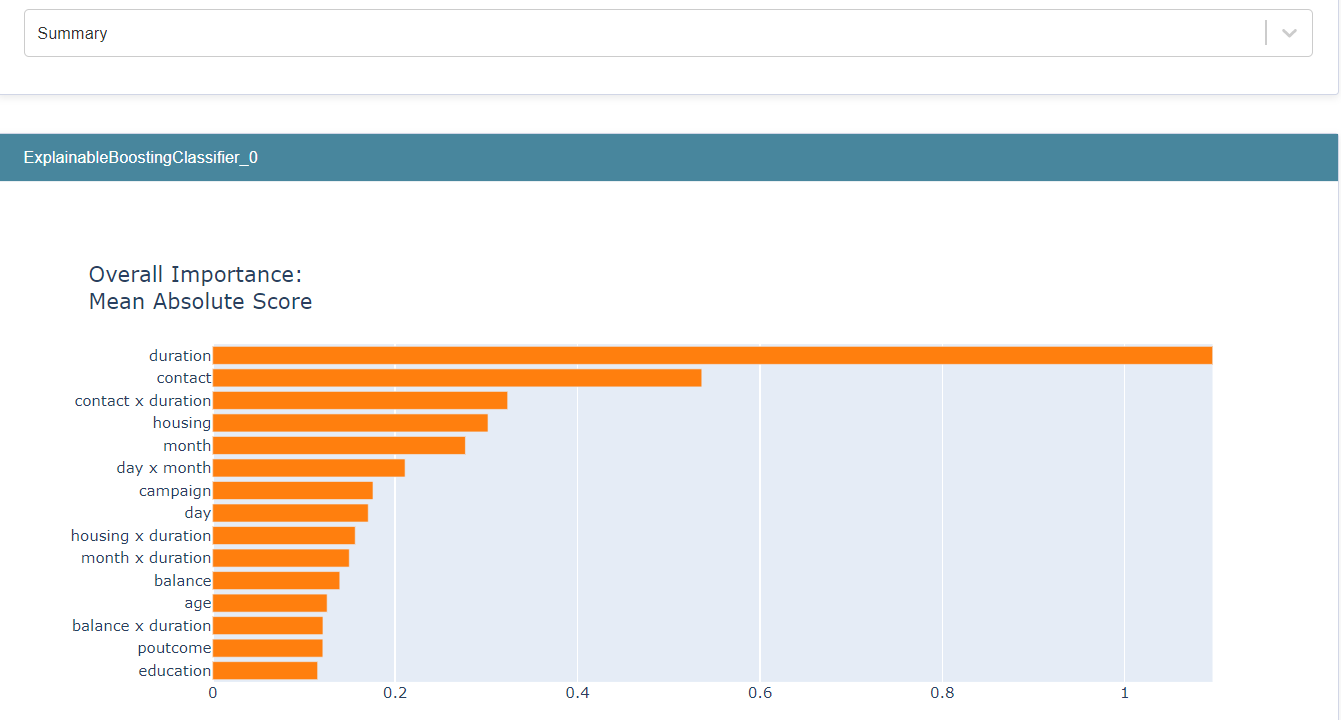 Summary
ExplainableBoostingClassifier_0
Overall Importance:
Mean Absolute Score
duration
contact
contact x duration
housing
month
day x month
campaign
day
housing x duration
month x duration
balance
age
balance x duration
poutcome
education
0 0.2 0.4 0.6 0.8 1